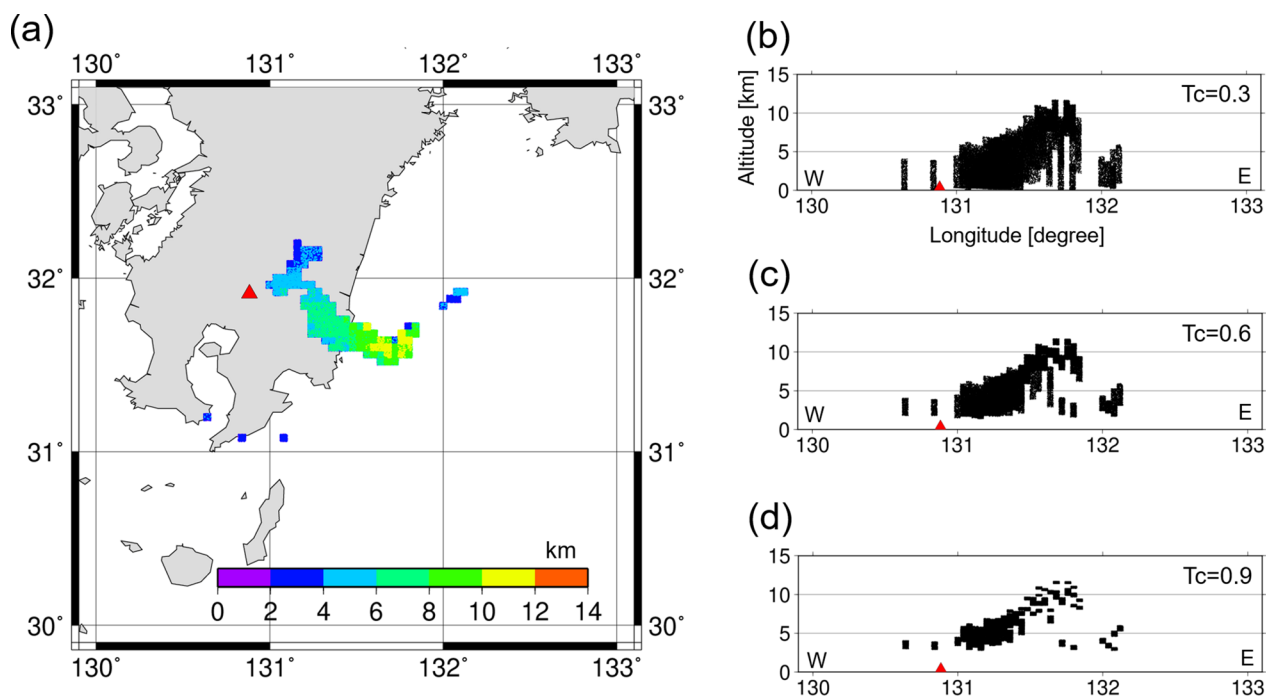 (a)
130° 131° 132° 133°
33° 33°
32° 32°
31° 31°
30° 30°
km
0 2 4 6 8 10 12 14
130° 131° 132° 133°
(b)
Altitude [km]
15
10
5
0
Tc=0.3
W E
130 131 132 133
Longitude [degree]
(c)
15
10
5
0
Tc=0.6
W E
130 131 132 133
(d)
15
10
5
0
Tc=0.9
W E
130 131 132 133